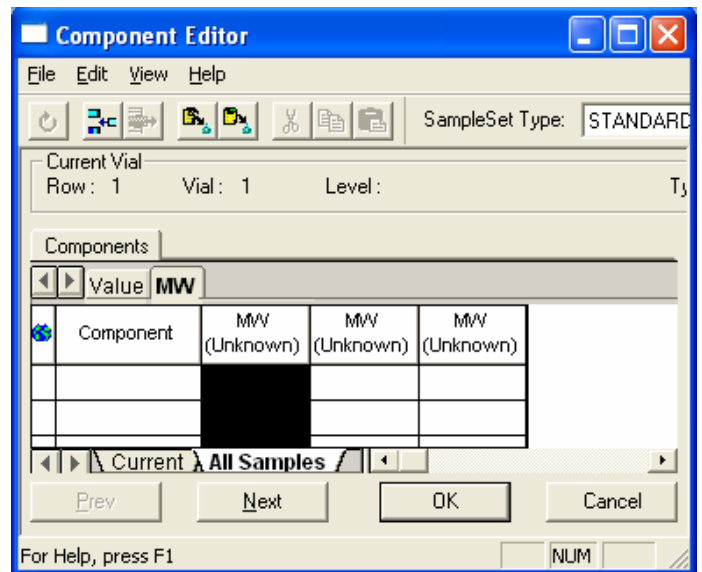 Component Editor
File Edit View Help
SampleSet Type: STANDARD
Current Vial
Row: 1 Vial: 1 Level: Ty
Components
Value MW
Component MW (Unknown) MW (Unknown) MW (Unknown)
Current All Samples
Prev Next OK Cancel
For Help, press F1 NUM